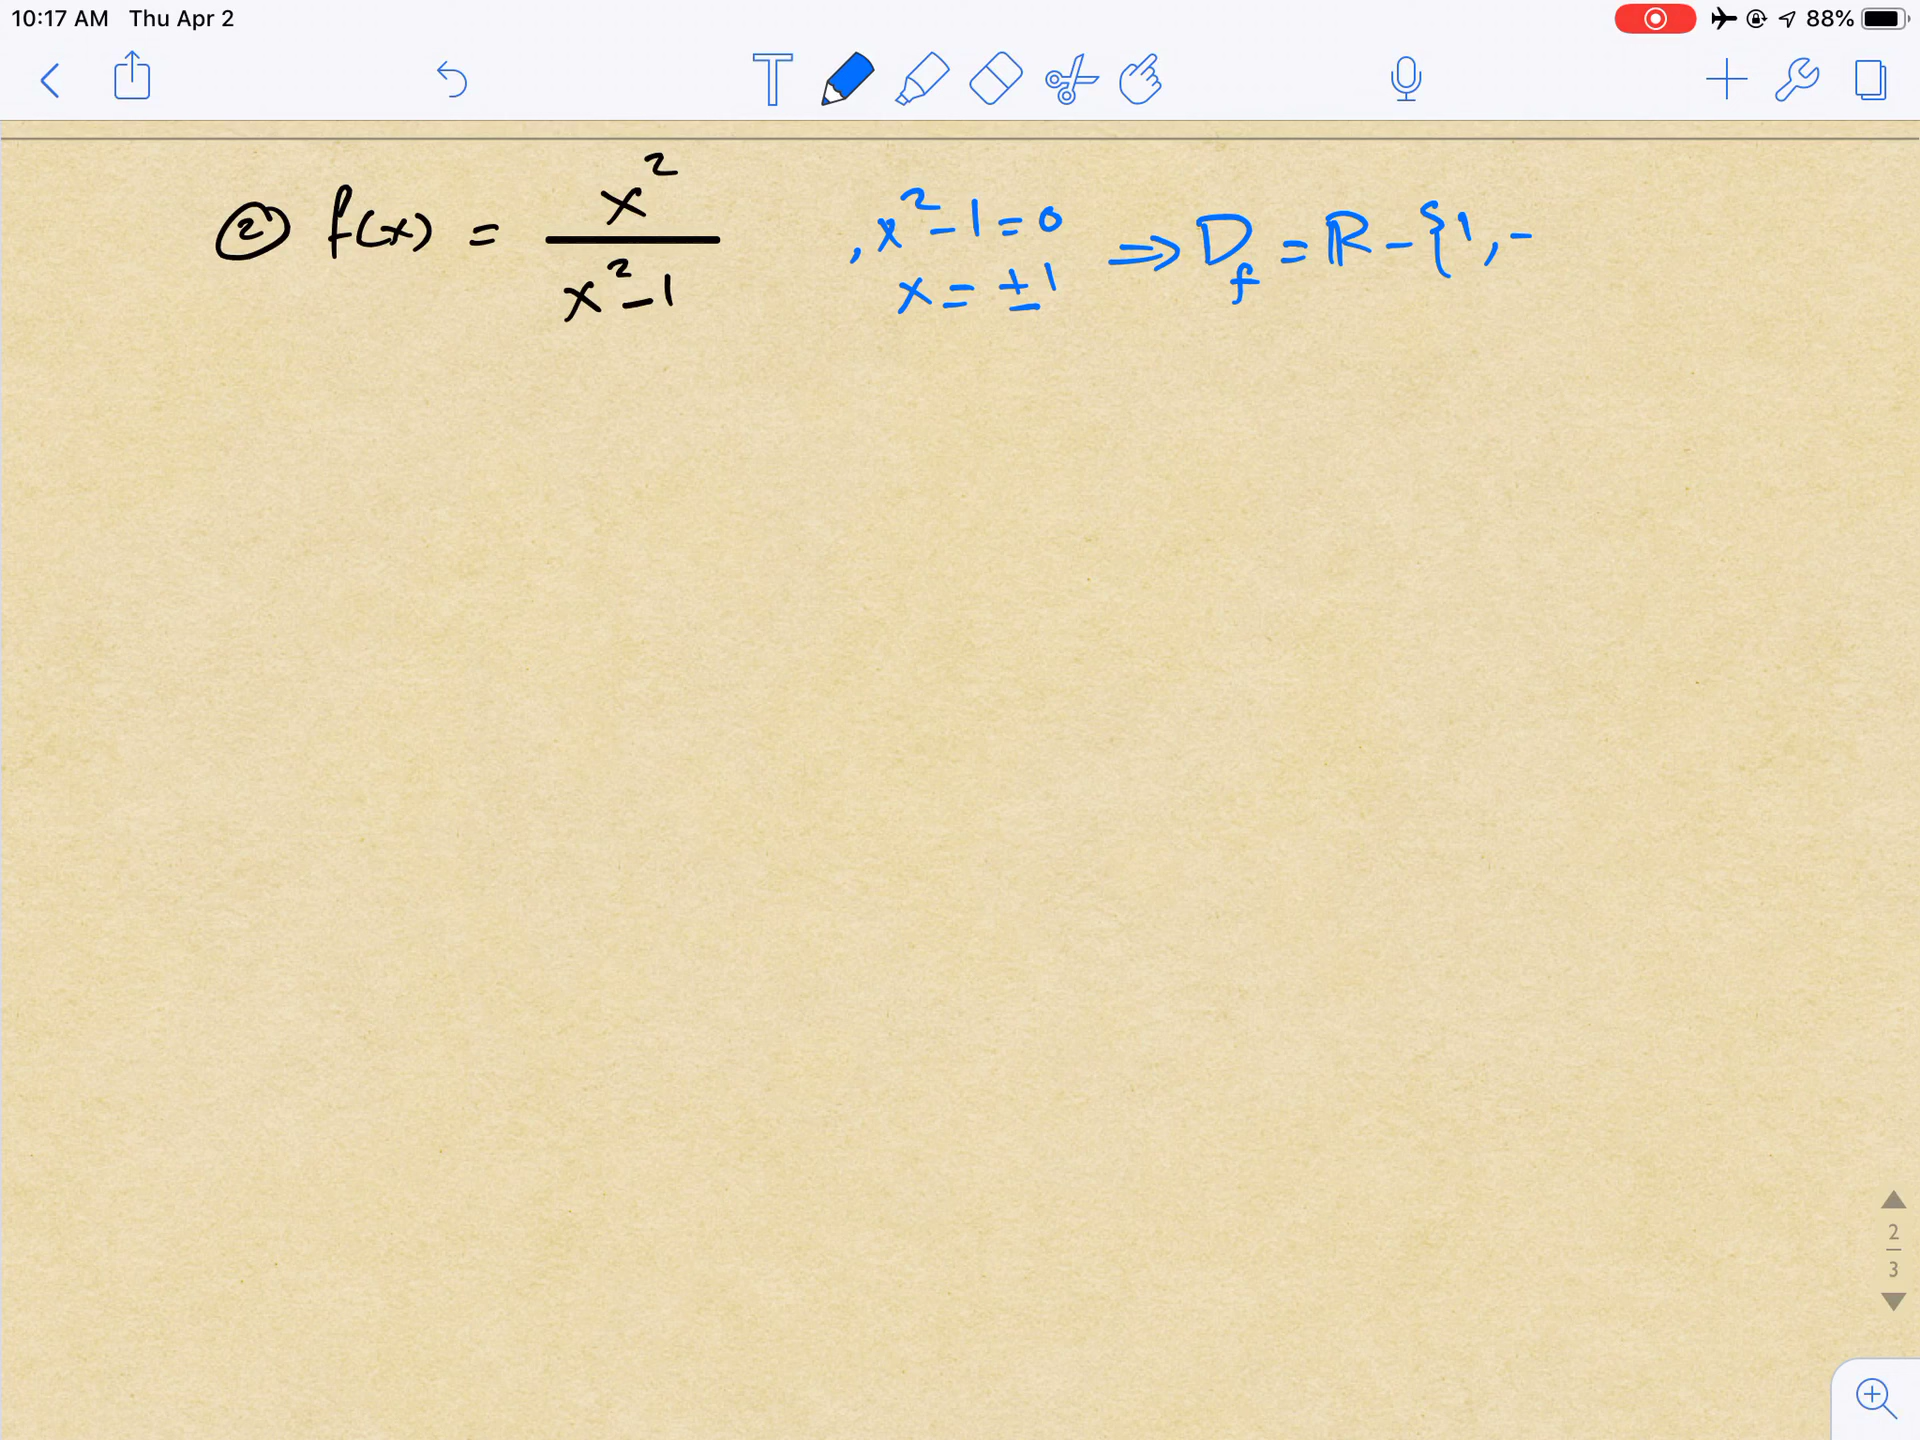 10:17 AM Thu Apr 2 88%
T
② f(x) = x² / (x²-1) , x²-1=0 ⇒ D_f = ℝ - {1, -
x = ±1
2
3